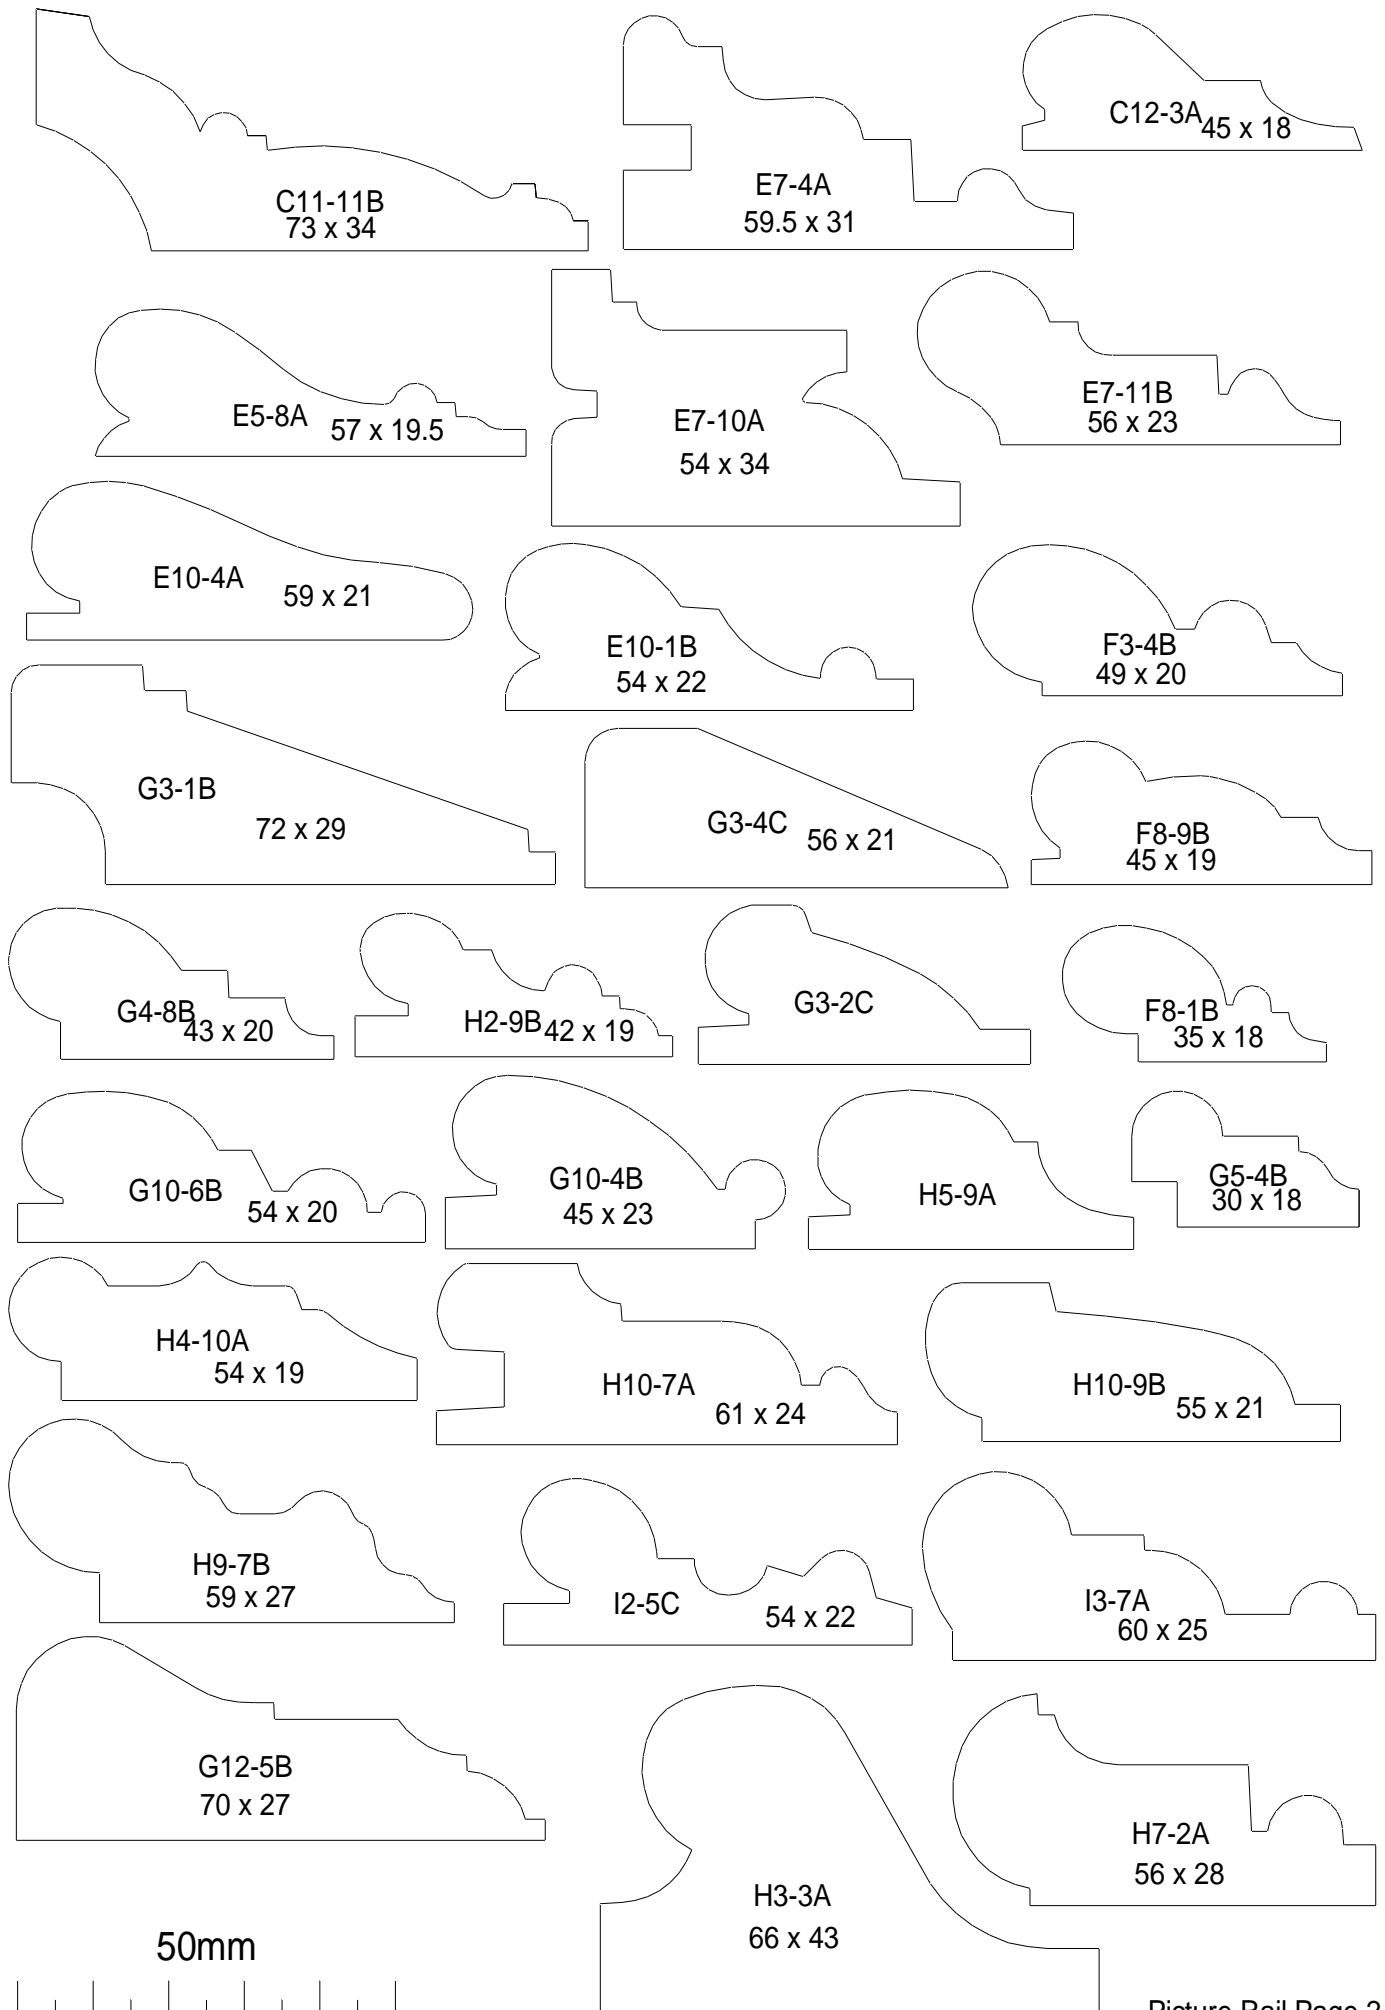 C11-11B
73 x 34
E7-4A
59.5 x 31
C12-3A
45 x 18
E5-8A
57 x 19.5
E7-10A
54 x 34
E7-11B
56 x 23
E10-4A
59 x 21
E10-1B
54 x 22
F3-4B
49 x 20
G3-1B
72 x 29
G3-4C
56 x 21
F8-9B
45 x 19
G4-8B
43 x 20
H2-9B
42 x 19
G3-2C
F8-1B
35 x 18
G10-6B
54 x 20
G10-4B
45 x 23
H5-9A
G5-4B
30 x 18
H4-10A
54 x 19
H10-7A
61 x 24
H10-9B
55 x 21
H9-7B
59 x 27
I2-5C
54 x 22
I3-7A
60 x 25
G12-5B
70 x 27
H3-3A
66 x 43
H7-2A
56 x 28
50mm
Picture Rail Page 2